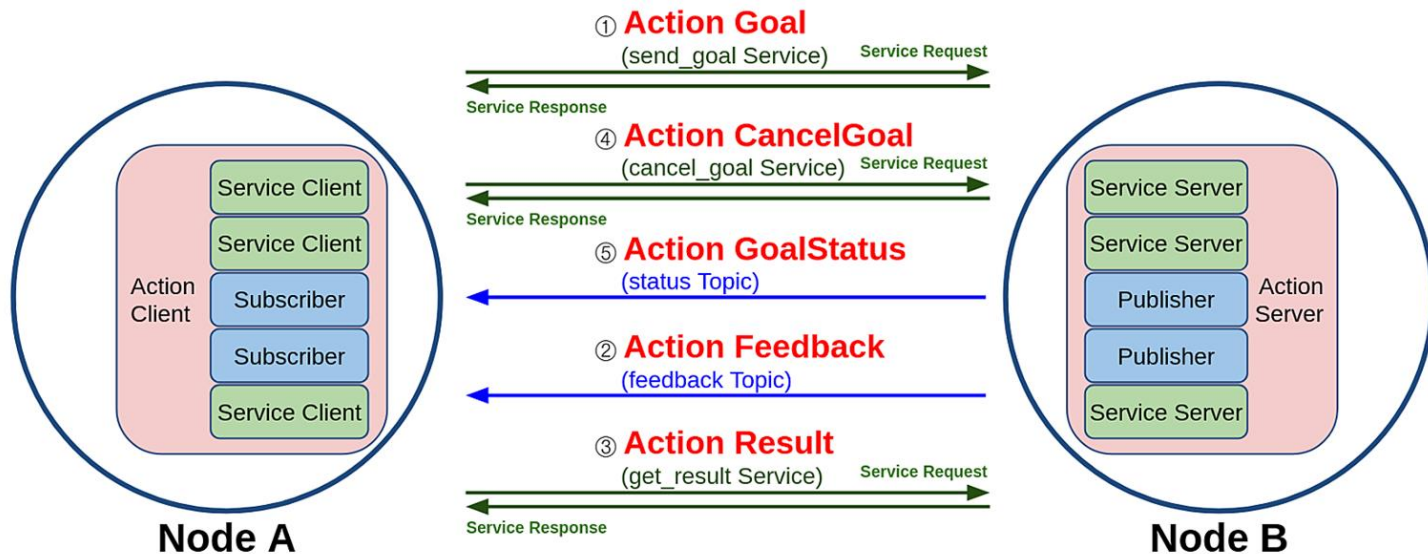 ① Action Goal
(send_goal Service)
Service Request
Service Response
④ Action CancelGoal
(cancel_goal Service)
Service Request
Service Response
⑤ Action GoalStatus
(status Topic)
② Action Feedback
(feedback Topic)
③ Action Result
(get_result Service)
Service Request
Service Response
Action
Client
Service Client
Service Client
Subscriber
Subscriber
Service Client
Node A
Service Server
Service Server
Publisher
Publisher
Service Server
Action
Server
Node B